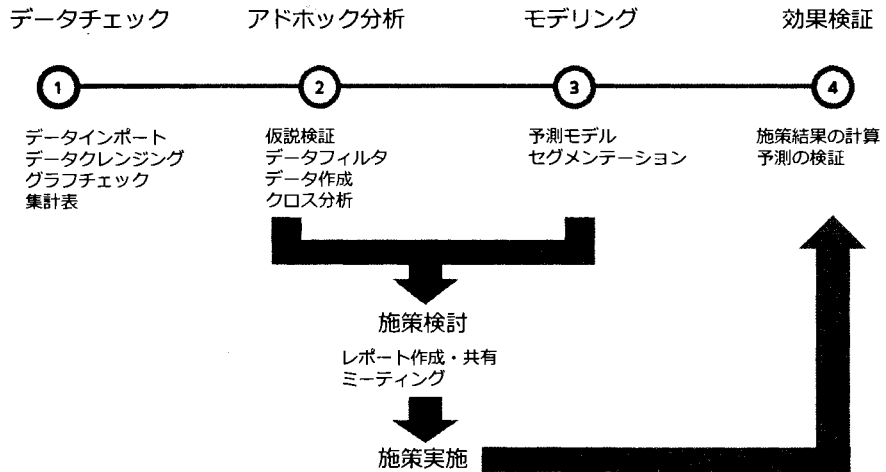 データチェック
アドホック分析
モデリング
効果検証
1
2
3
4
データインポート
データクレンジング
グラフチェック
集計表
仮説検証
データフィルタ
データ作成
クロス分析
予測モデル
セグメンテーション
施策結果の計算
予測の検証
施策検討
レポート作成・共有
ミーティング
施策実施